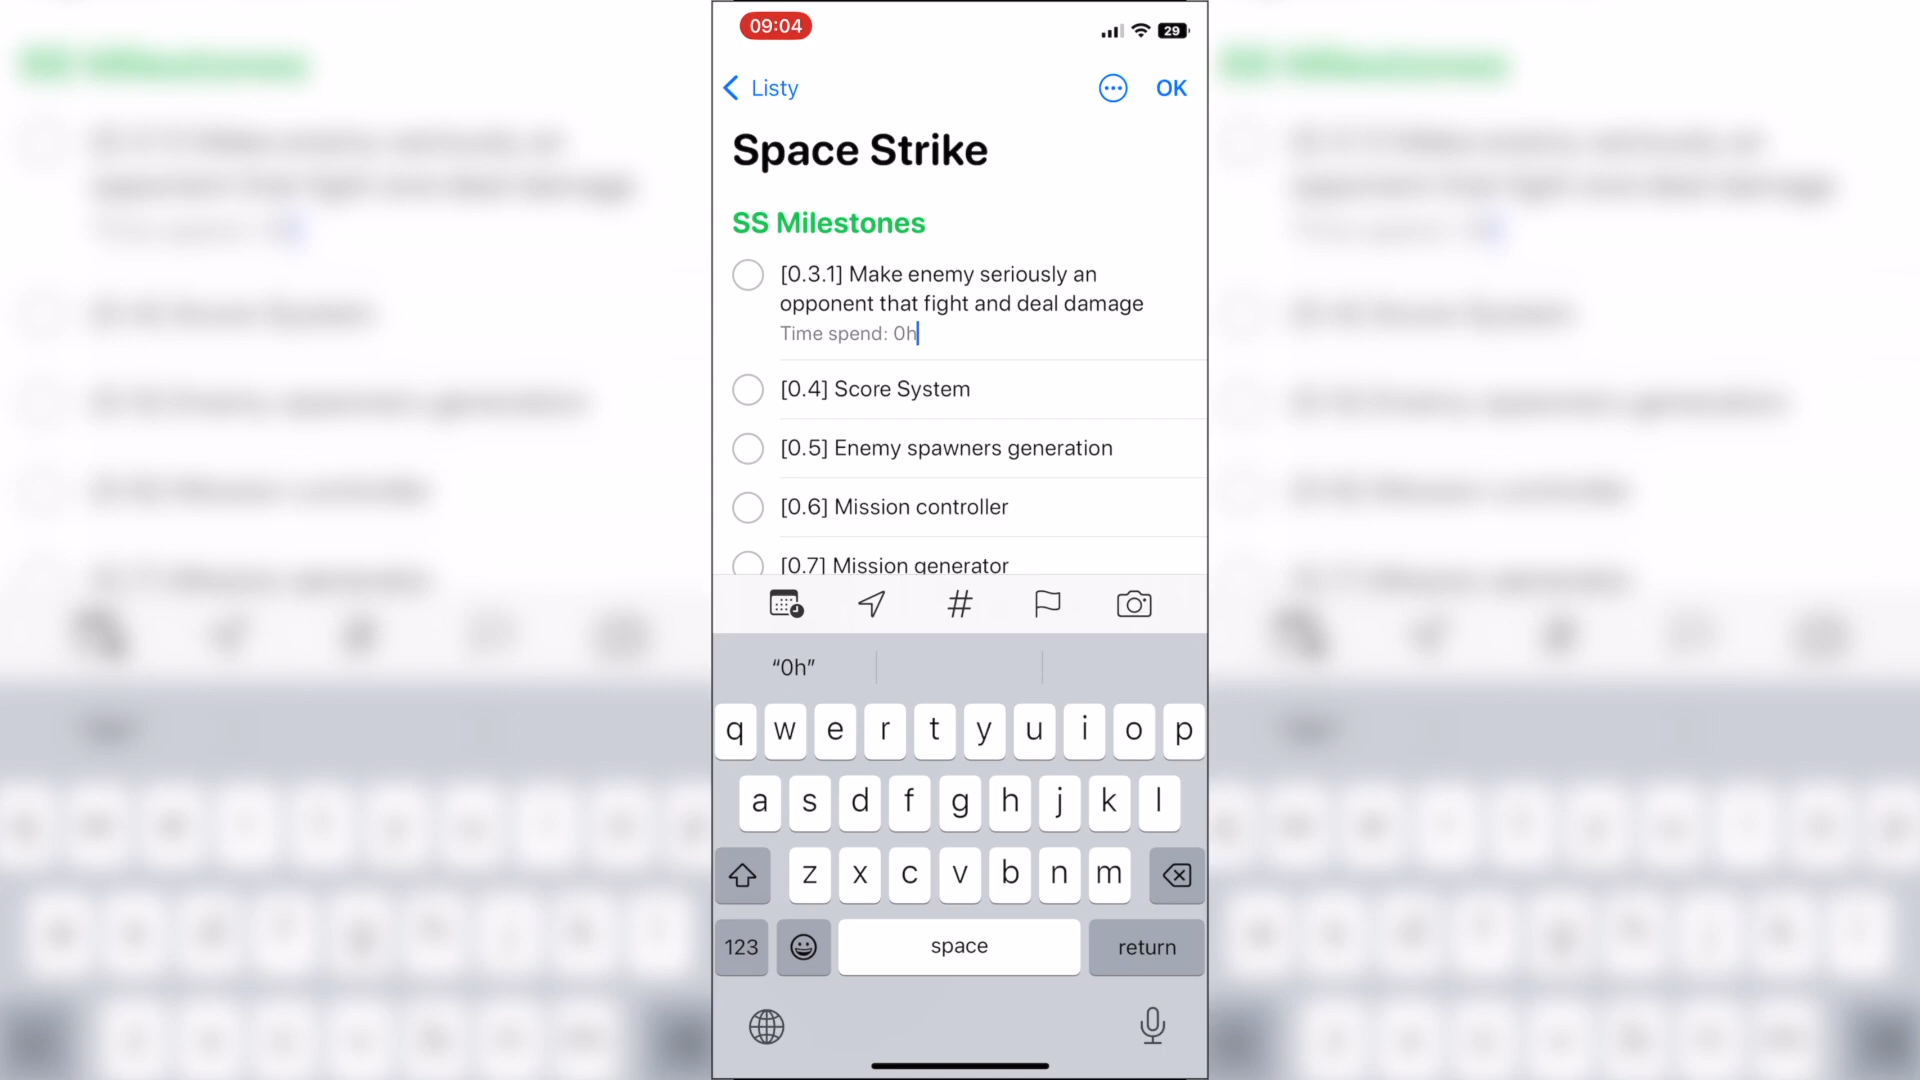 09:04
29
Listy
OK
Space Strike
SS Milestones
[0.3.1] Make enemy seriously an
opponent that fight and deal damage
Time spend: 0h
[0.4] Score System
[0.5] Enemy spawners generation
[0.6] Mission controller
[0.7] Mission generator
#
“0h”
q w e r t y u i o p
a s d f g h j k l
z x c v b n m
123 space return